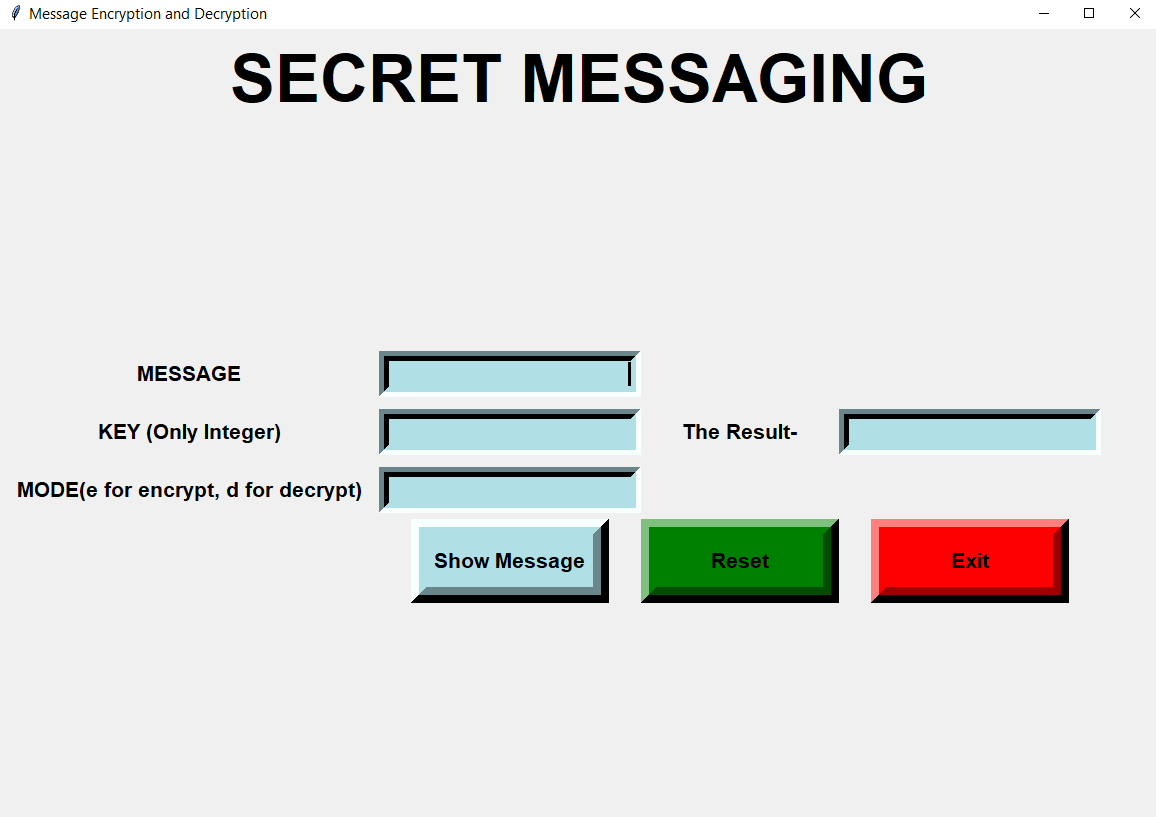 Message Encryption and Decryption
SECRET MESSAGING
MESSAGE
KEY (Only Integer)
The Result-
MODE(e for encrypt, d for decrypt)
Show Message
Reset
Exit